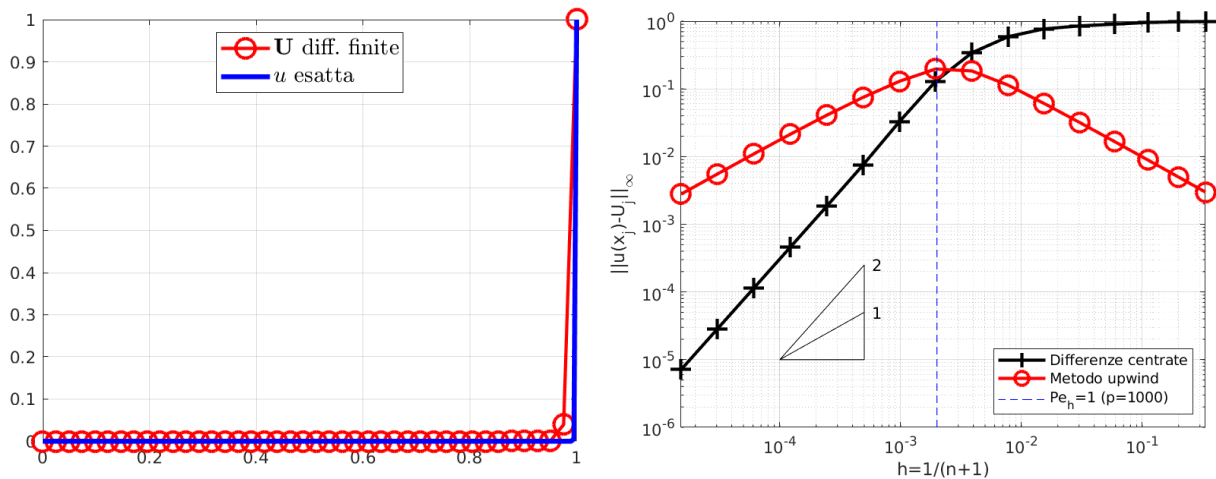 1
0.9
0.8
0.7
0.6
0.5
0.4
0.3
0.2
0.1
0
0 0.2 0.4 0.6 0.8 1
U diff. finite
u esatta
10^0
10^-1
10^-2
10^-3
10^-4
10^-5
10^-6
||u(x_j)-U_j||_∞
2
1
Differenze centrate
Metodo upwind
Pe_h=1 (p=1000)
10^-4 10^-3 10^-2 10^-1
h=1/(n+1)